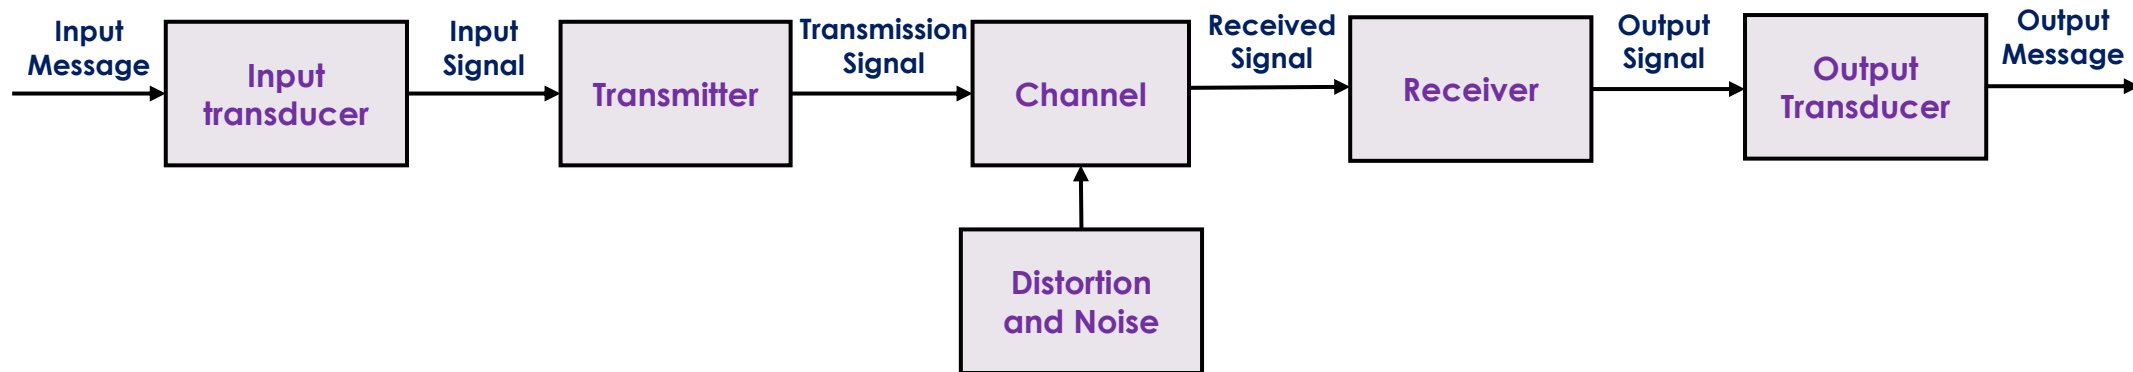 Input
Message
Input
transducer
Input
Signal
Transmitter
Transmission
Signal
Channel
Received
Signal
Receiver
Output
Signal
Output
Transducer
Output
Message
Distortion
and Noise